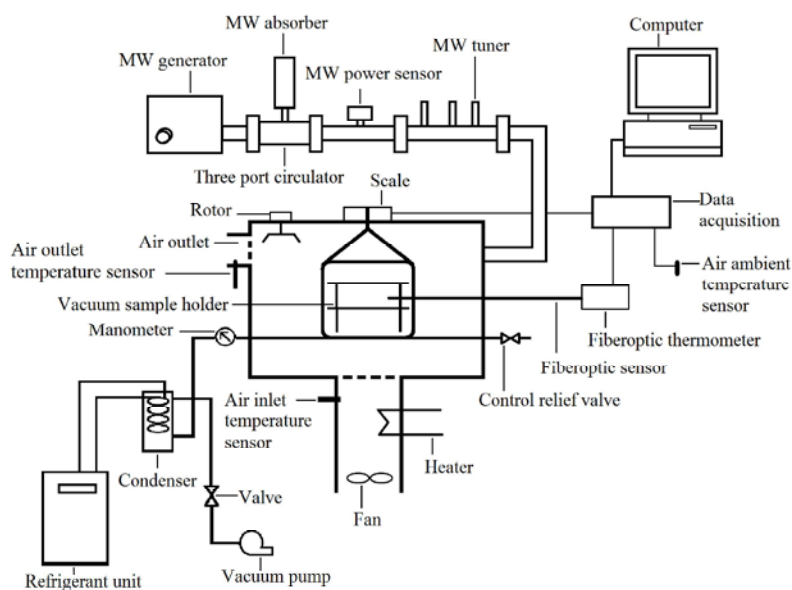 MW absorber
Computer
MW generator
MW tuner
MW power sensor
Three port circulator
Scale
Rotor
Data
acquisition
Air outlet
Air outlet
temperature sensor
Air ambient
temperature
sensor
Vacuum sample holder
Manometer
Fiberoptic thermometer
Fiberoptic sensor
Air inlet
temperature
sensor
Control relief valve
Heater
Condenser
Valve
Fan
Refrigerant unit
Vacuum pump